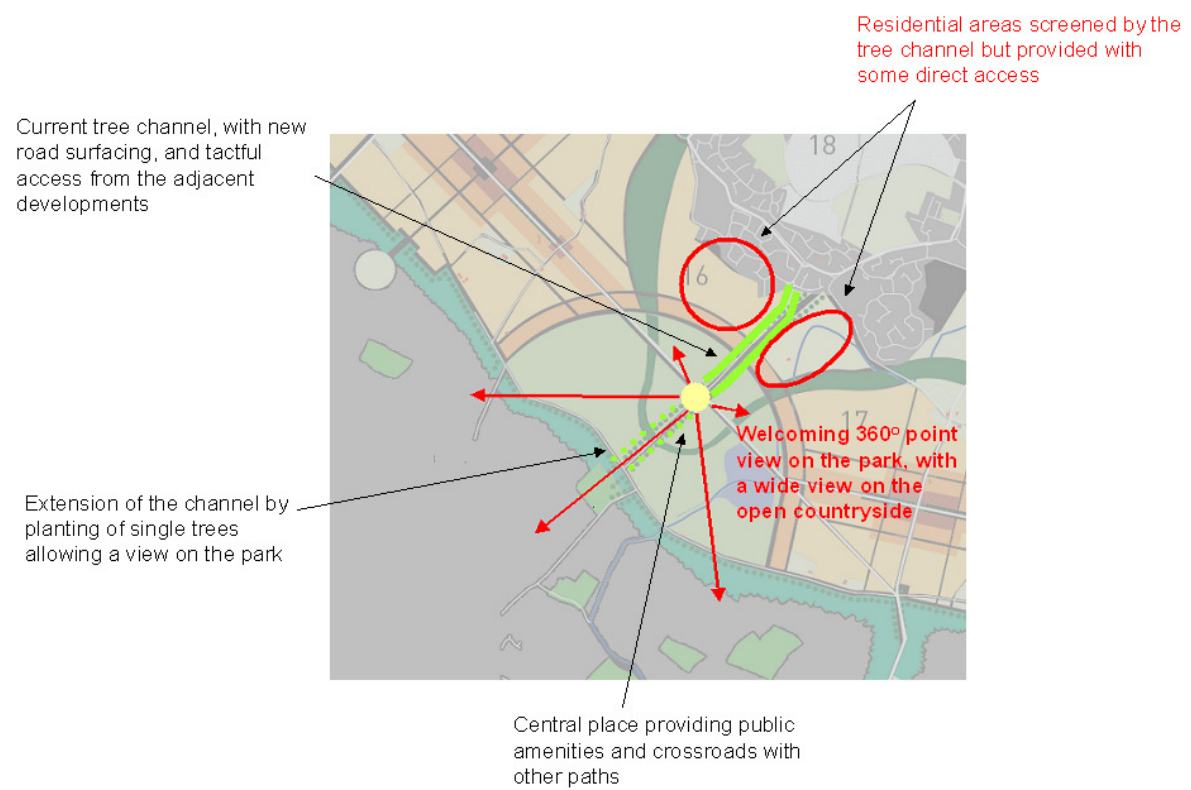 Residential areas screened by the
tree channel but provided with
some direct access
Current tree channel, with new
road surfacing, and tactful
access from the adjacent
developments
18
16
17
Welcoming 360º point
view on the park, with
a wide view on the
open countryside
Extension of the channel by
planting of single trees
allowing a view on the park
Central place providing public
amenities and crossroads with
other paths